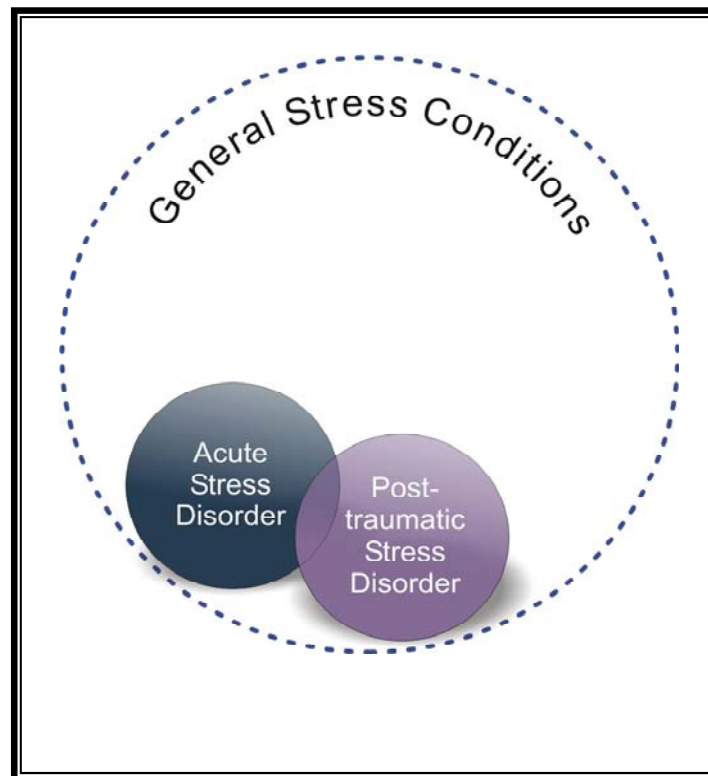 General Stress Conditions
Acute
Stress
Disorder
Post-
traumatic
Stress
Disorder